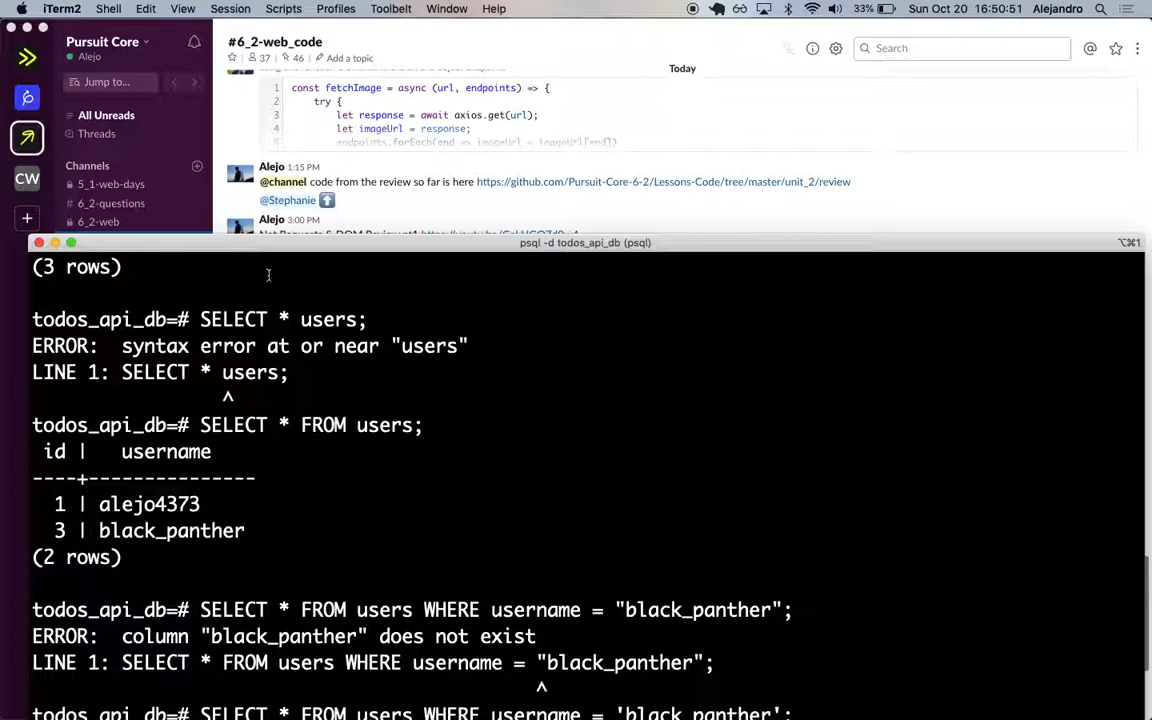 iTerm2 Shell Edit View Session Scripts Profiles Toolbelt Window Help 33% Sun Oct 20 16:50:51 Alejandro
Pursuit Core
Alejo
Jump to...
All Unreads
Threads
Channels
5_1-web-days
6_2-questions
6_2-web
CW
#6_2-web_code
37 46 Add a topic
Search
Today
1 const fetchImage = async (url, endpoints) => {
2 try {
3 let response = await axios.get(url);
4 let imageUrl = response;
endpoints.forEach(end => imageUrl = imageUrl[end])
Alejo 1:15 PM
@channel code from the review so far is here https://github.com/Pursuit-Core-6-2/Lessons-Code/tree/master/unit_2/review
@Stephanie
Alejo 3:00 PM
psql -d todos_api_db (psql) ⌥⌘1
(3 rows)
todos_api_db=# SELECT * users;
ERROR: syntax error at or near "users"
LINE 1: SELECT * users;
^
todos_api_db=# SELECT * FROM users;
id | username
----+---------------
1 | alejo4373
3 | black_panther
(2 rows)
todos_api_db=# SELECT * FROM users WHERE username = "black_panther";
ERROR: column "black_panther" does not exist
LINE 1: SELECT * FROM users WHERE username = "black_panther";
^
todos_api_db=# SELECT * FROM users WHERE username = 'black_panther';